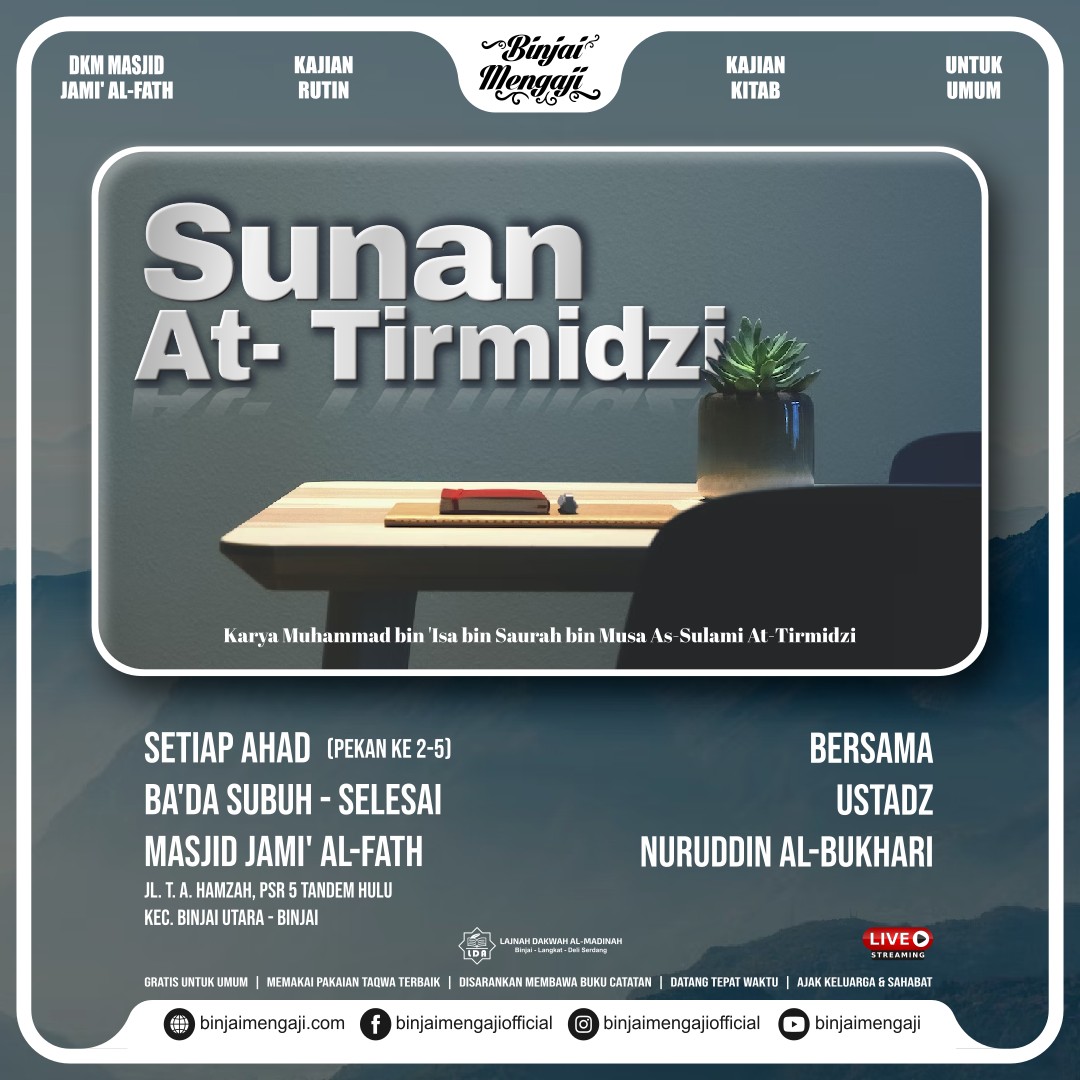 DKM MASJID
JAMI' AL-FATH
KAJIAN
RUTIN
Binjai
Mengaji
KAJIAN
KITAB
UNTUK
UMUM
Sunan
At- Tirmidzi
Karya Muhammad bin 'Isa bin Saurah bin Musa As-Sulami At-Tirmidzi
SETIAP AHAD (PEKAN KE 2-5)
BA'DA SUBUH - SELESAI
MASJID JAMI' AL-FATH
JL. T. A. HAMZAH, PSR 5 TANDEM HULU
KEC. BINJAI UTARA - BINJAI
BERSAMA
USTADZ
NURUDDIN AL-BUKHARI
LDA
LAJNAH DAKWAH AL-MADINAH
Binjai - Langkat - Deli Serdang
LIVE
STREAMING
GRATIS UNTUK UMUM | MEMAKAI PAKAIAN TAQWA TERBAIK | DISARANKAN MEMBAWA BUKU CATATAN | DATANG TEPAT WAKTU | AJAK KELUARGA & SAHABAT
binjaimengaji.com binjaimengajiofficial binjaimengajiofficial binjaimengaji